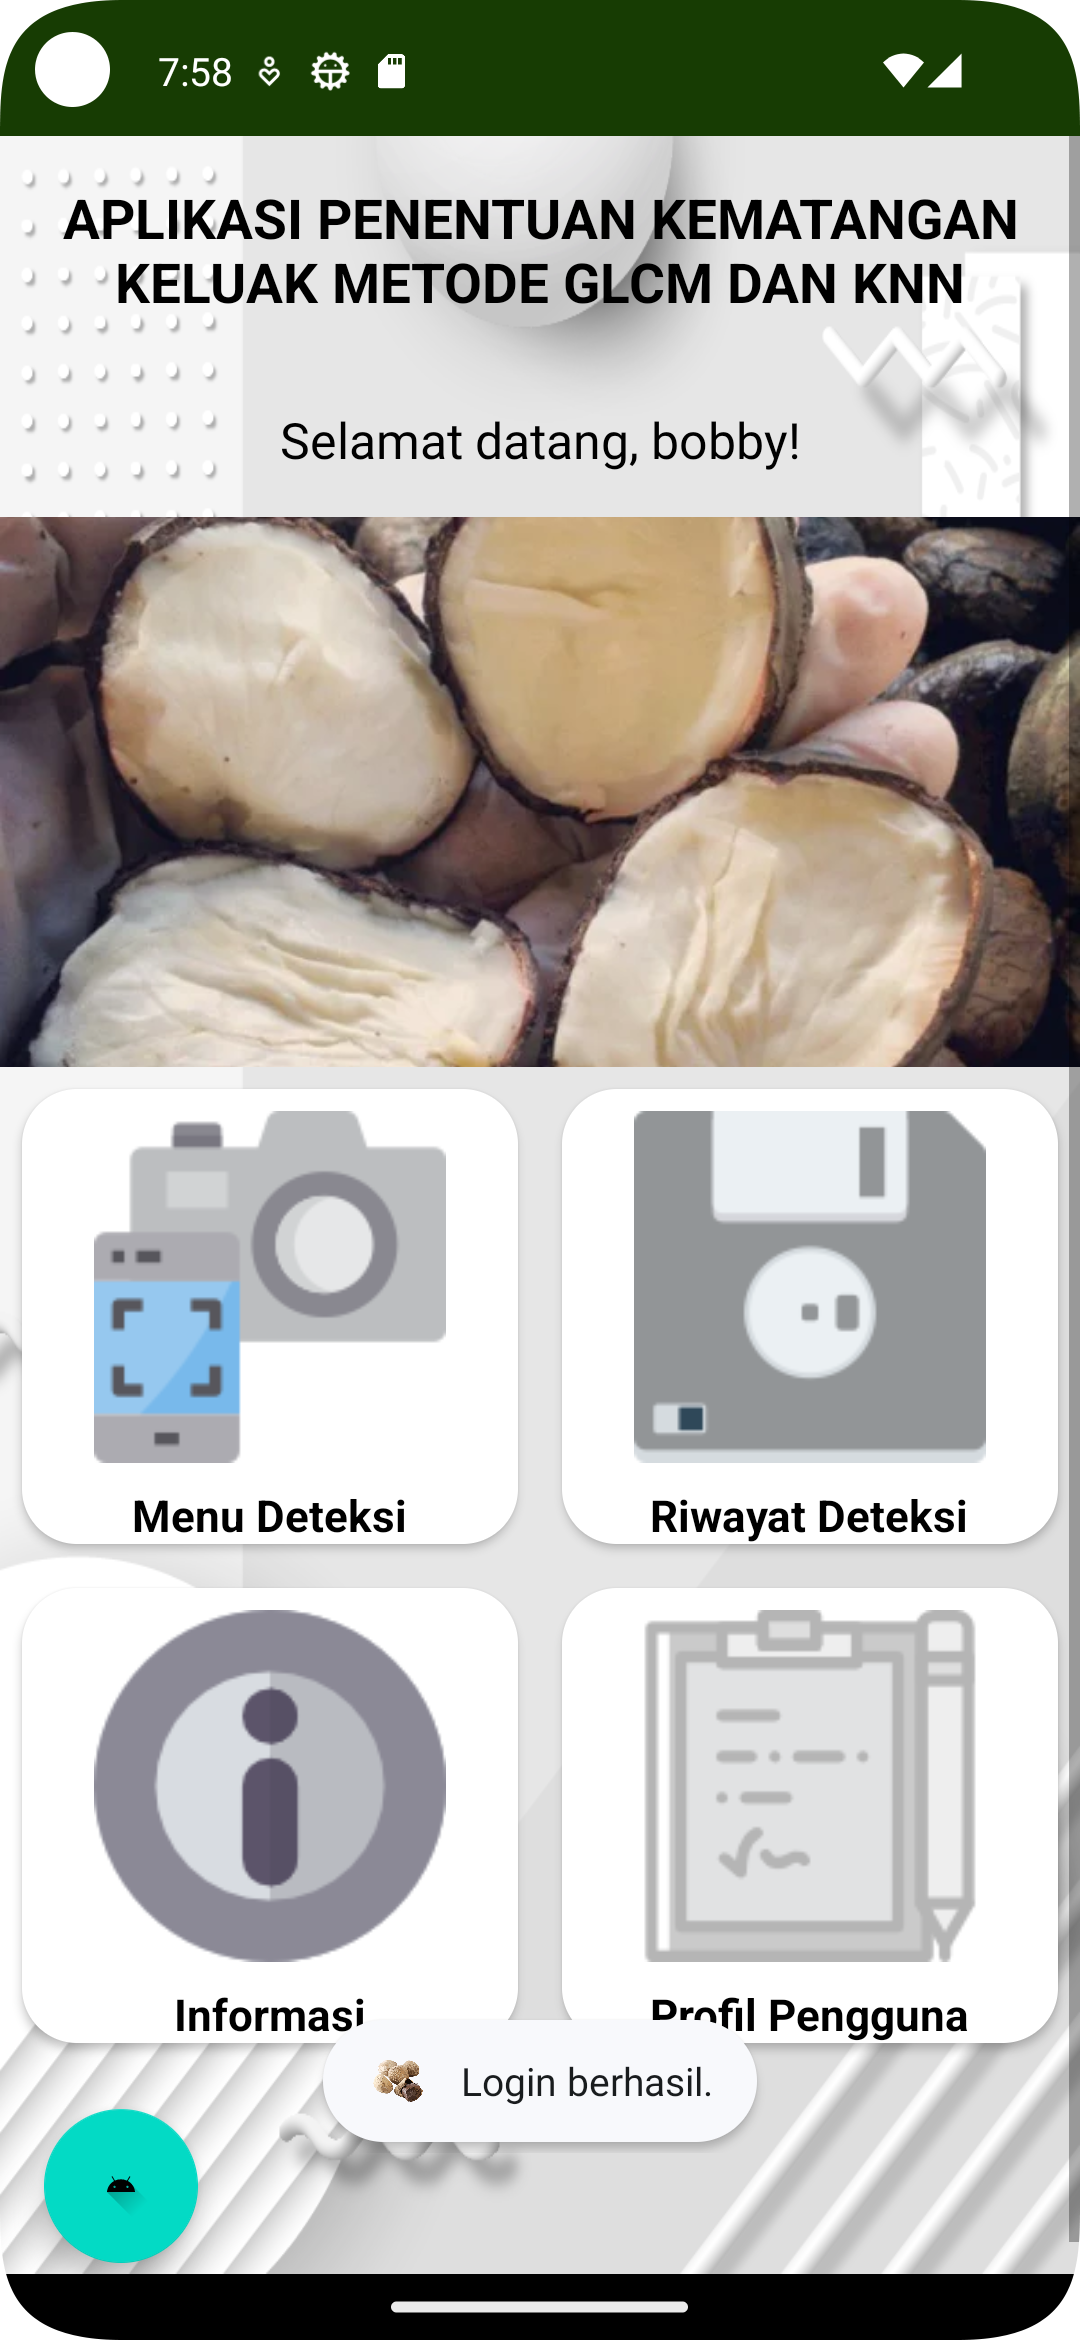 7:58
APLIKASI PENENTUAN KEMATANGAN
KELUAK METODE GLCM DAN KNN
Selamat datang, bobby!
Menu Deteksi
Riwayat Deteksi
Informasi
Profil Pengguna
Login berhasil.